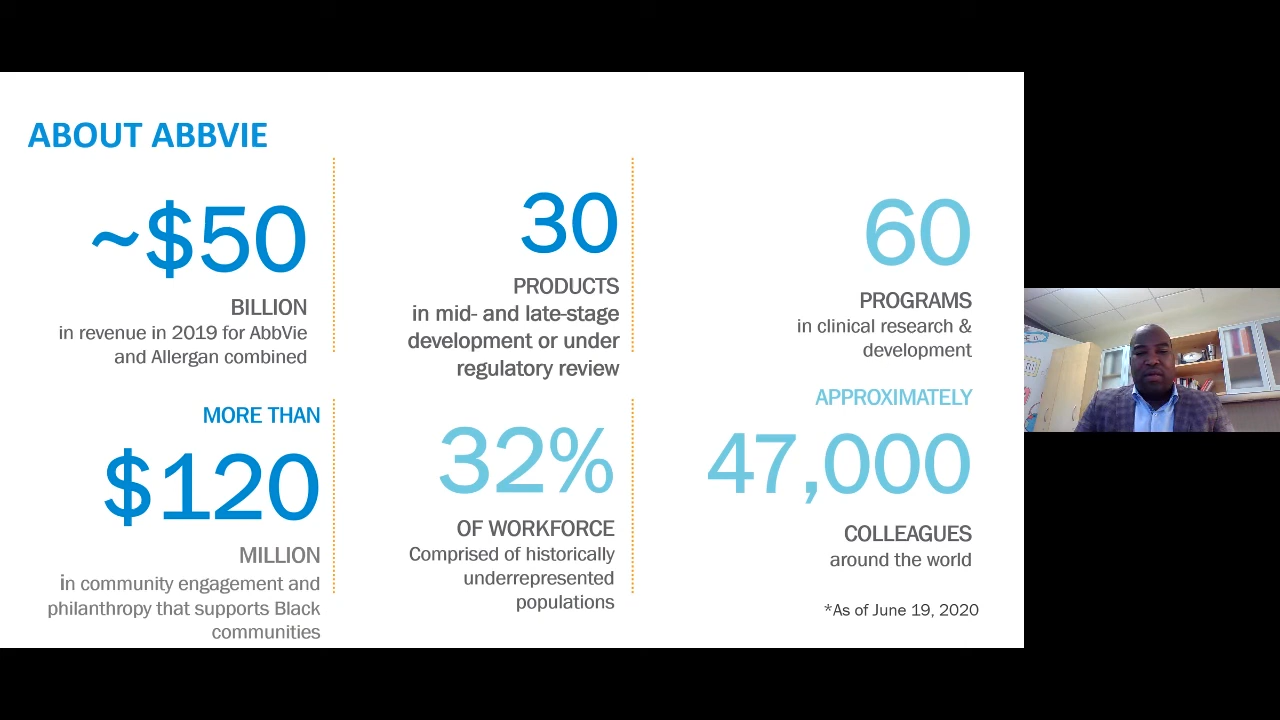 ABOUT ABBVIE
~$50
BILLION
in revenue in 2019 for AbbVie
and Allergan combined
30
PRODUCTS
in mid- and late-stage
development or under
regulatory review
60
PROGRAMS
in clinical research &
development
MORE THAN
$120
MILLION
in community engagement and
philanthropy that supports Black
communities
32%
OF WORKFORCE
Comprised of historically
underrepresented
populations
APPROXIMATELY
47,000
COLLEAGUES
around the world
*As of June 19, 2020